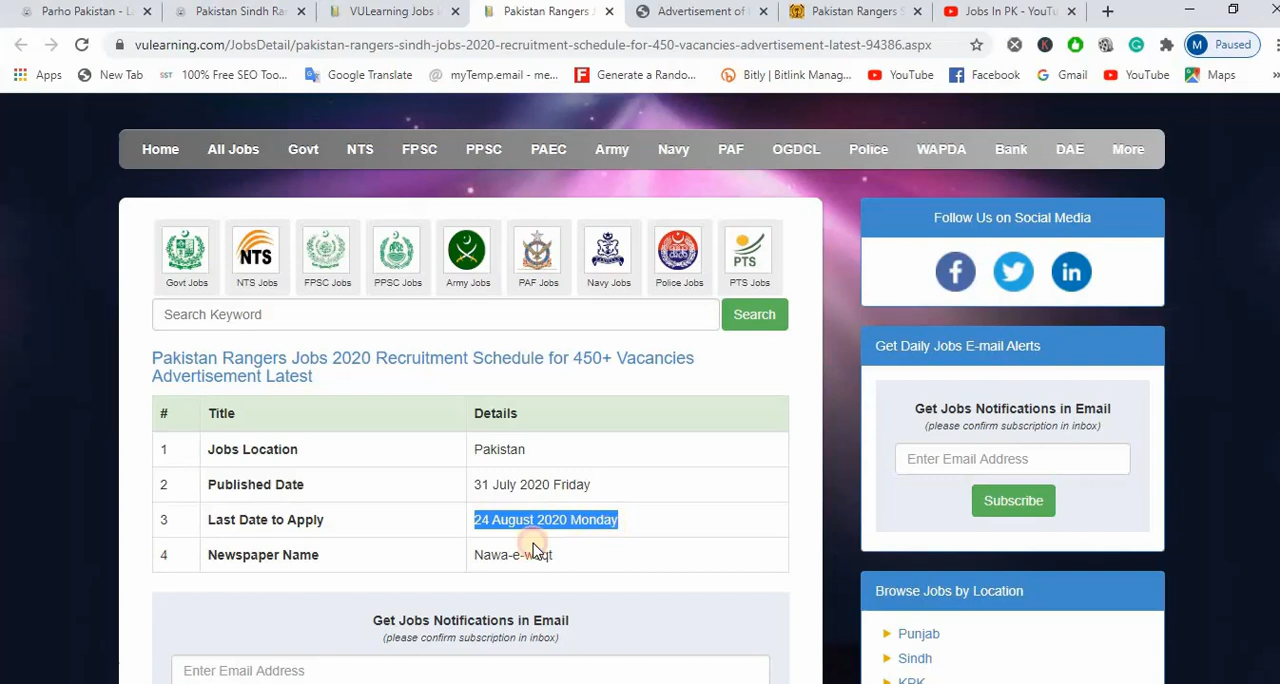 Parho Pakistan - L
Pakistan Sindh Ra
VULearning Jobs i
Pakistan Rangers J
Advertisement of
Pakistan Rangers S
Jobs In PK - YouTu
vulearning.com/JobsDetail/pakistan-rangers-sindh-jobs-2020-recruitment-schedule-for-450-vacancies-advertisement-latest-94386.aspx
M Paused
Apps New Tab SST 100% Free SEO Too... Google Translate myTemp.email - me... Generate a Rando... Bitly | Bitlink Manag... YouTube Facebook Gmail YouTube Maps
Home All Jobs Govt NTS FPSC PPSC PAEC Army Navy PAF OGDCL Police WAPDA Bank DAE More
NTS
PTS
Govt Jobs NTS Jobs FPSC Jobs PPSC Jobs Army Jobs PAF Jobs Navy Jobs Police Jobs PTS Jobs
Search Keyword Search
Pakistan Rangers Jobs 2020 Recruitment Schedule for 450+ Vacancies
Advertisement Latest
# Title Details
1 Jobs Location Pakistan
2 Published Date 31 July 2020 Friday
3 Last Date to Apply 24 August 2020 Monday
4 Newspaper Name Nawa-e-waqt
Get Jobs Notifications in Email
(please confirm subscription in inbox)
Enter Email Address
Follow Us on Social Media
Get Daily Jobs E-mail Alerts
Get Jobs Notifications in Email
(please confirm subscription in inbox)
Enter Email Address
Subscribe
Browse Jobs by Location
Punjab
Sindh
KPK